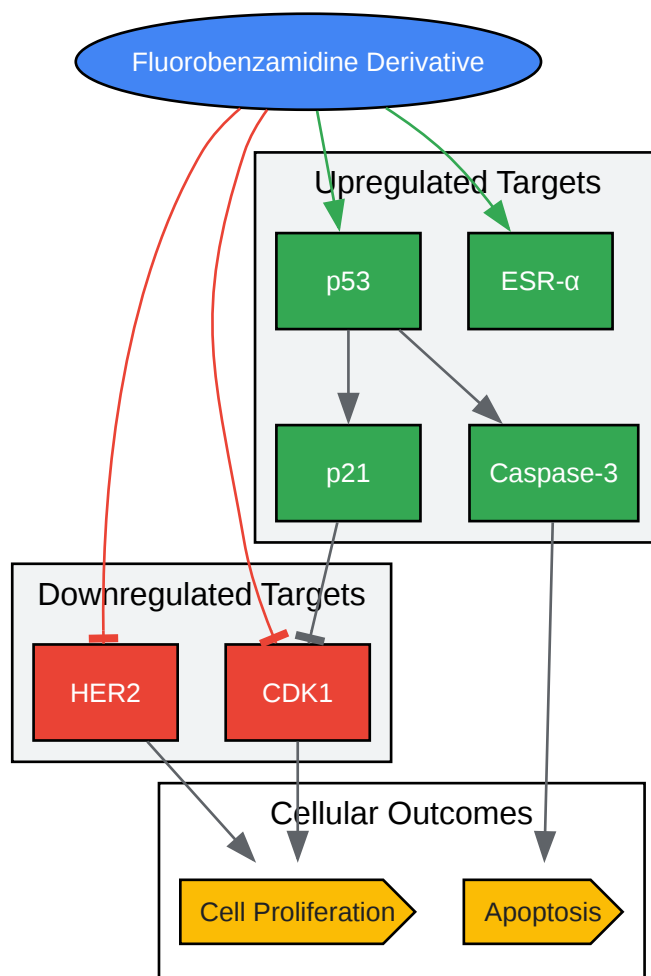 Fluorobenzamidine Derivative
Upregulated Targets
p53
ESR-α
p21
Caspase-3
Downregulated Targets
HER2
CDK1
Cellular Outcomes
Cell Proliferation
Apoptosis